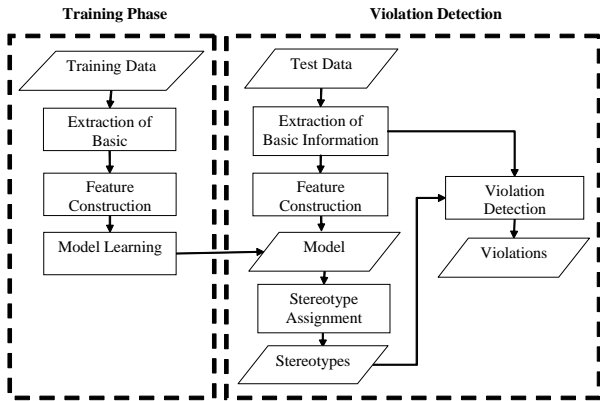 Training Phase
Violation Detection
Training Data
Extraction of
Basic
Feature
Construction
Model Learning
Test Data
Extraction of
Basic Information
Feature
Construction
Model
Stereotype
Assignment
Stereotypes
Violation
Detection
Violations